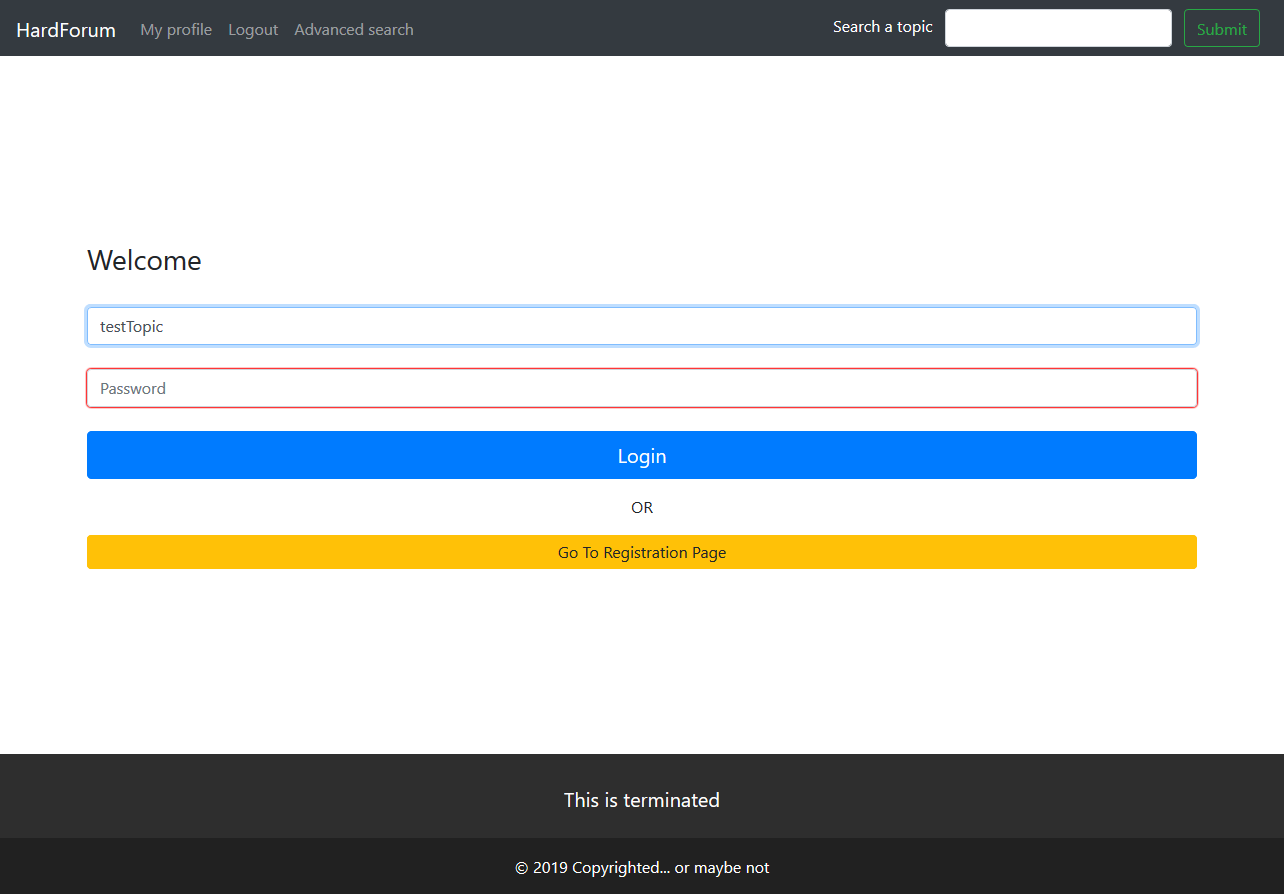 HardForum My profile Logout Advanced search Search a topic Submit
Welcome
testTopic
Password
Login
OR
Go To Registration Page
This is terminated
© 2019 Copyrighted... or maybe not